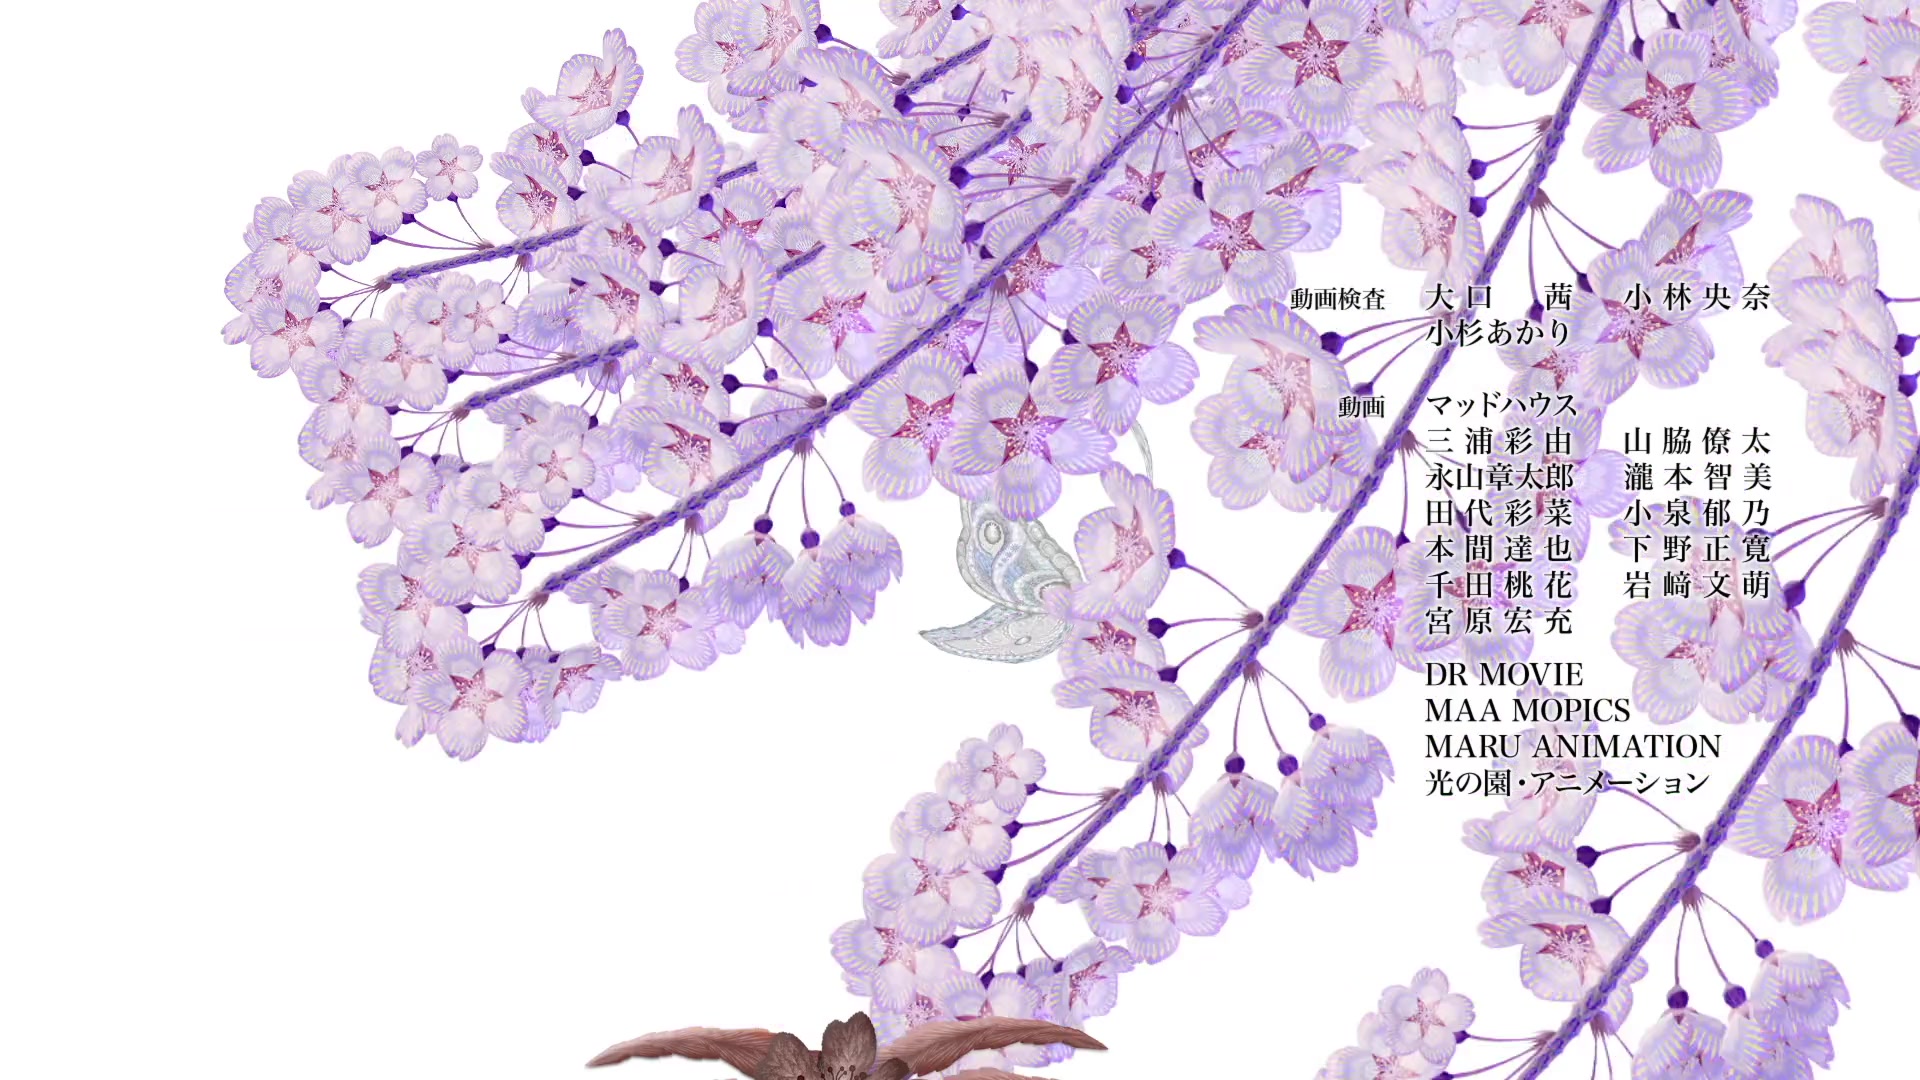 動画検査 大口 茜 小林央奈
小杉あかり
動画 マッドハウス
三浦彩由 山脇僚太
永山章太郎 瀧本智美
田代彩菜 小泉郁乃
本間達也 下野正寛
千田桃花 岩﨑文萌
宮原宏充
DR MOVIE
MAA MOPICS
MARU ANIMATION
光の園・アニメーション